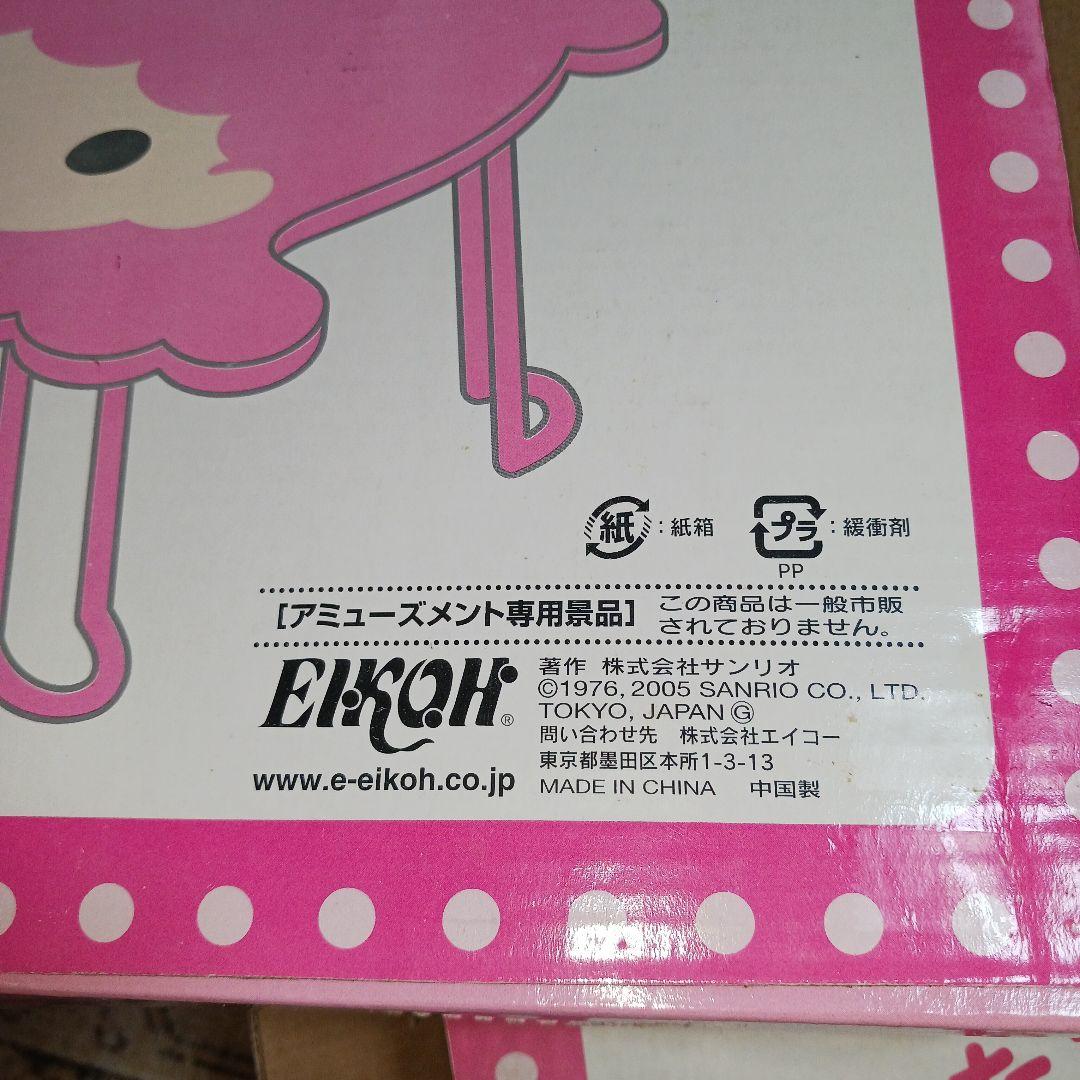 紙 : 紙箱
プラ : 緩衝剤
PP
[アミューズメント専用景品] この商品は一般市販
されておりません。
EIKOH®
www.e-eikoh.co.jp
著作 株式会社サンリオ
©1976, 2005 SANRIO CO., LTD.
TOKYO, JAPAN Ⓖ
問い合わせ先 株式会社エイコー
東京都墨田区本所1-3-13
MADE IN CHINA 中国製